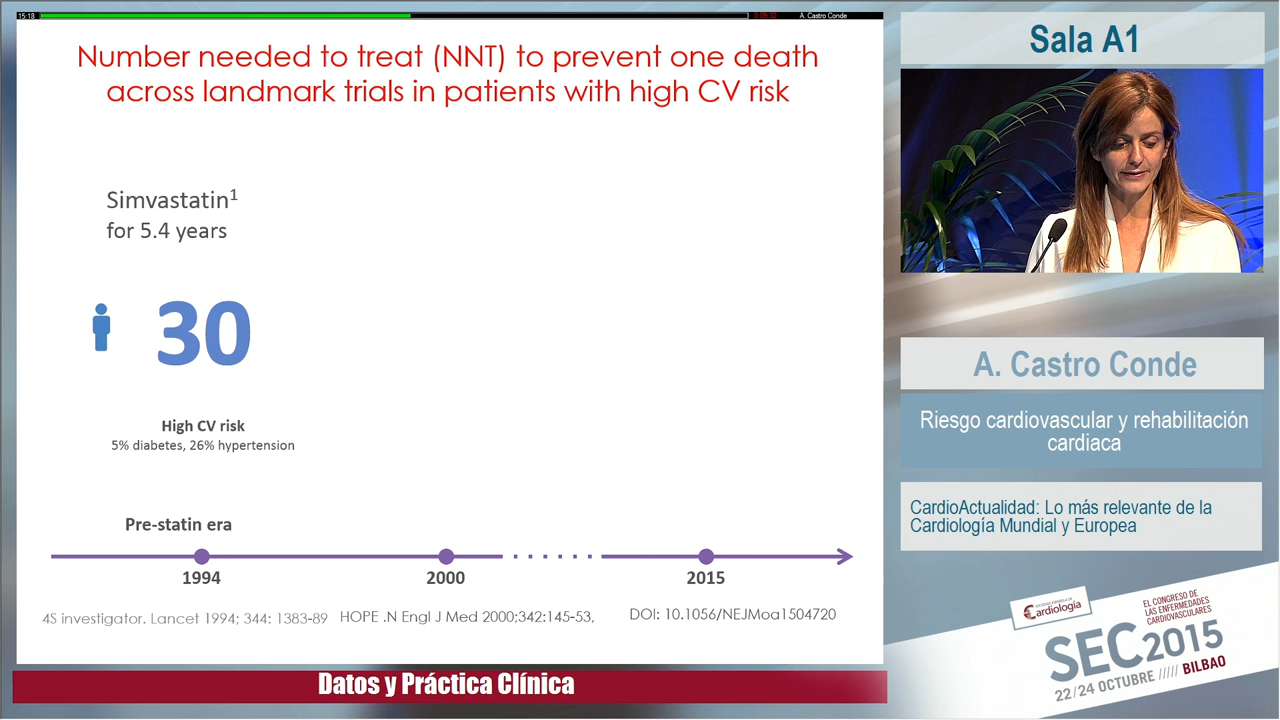 15:18
A. Castro Conde
Number needed to treat (NNT) to prevent one death
across landmark trials in patients with high CV risk
Simvastatin1
for 5.4 years
30
High CV risk
5% diabetes, 26% hypertension
Pre-statin era
1994
2000
2015
4S investigator. Lancet 1994; 344: 1383-89
HOPE .N Engl J Med 2000;342:145-53,
DOI: 10.1056/NEJMoa1504720
Datos y Práctica Clínica
Sala A1
A. Castro Conde
Riesgo cardiovascular y rehabilitación
cardiaca
CardioActualidad: Lo más relevante de la
Cardiología Mundial y Europea
SOCIEDAD ESPAÑOLA DE
Cardiología
EL CONGRESO DE
LAS ENFERMEDADES
CARDIOVASCULARES
SEC2015
22/24 OCTUBRE ///// BILBAO